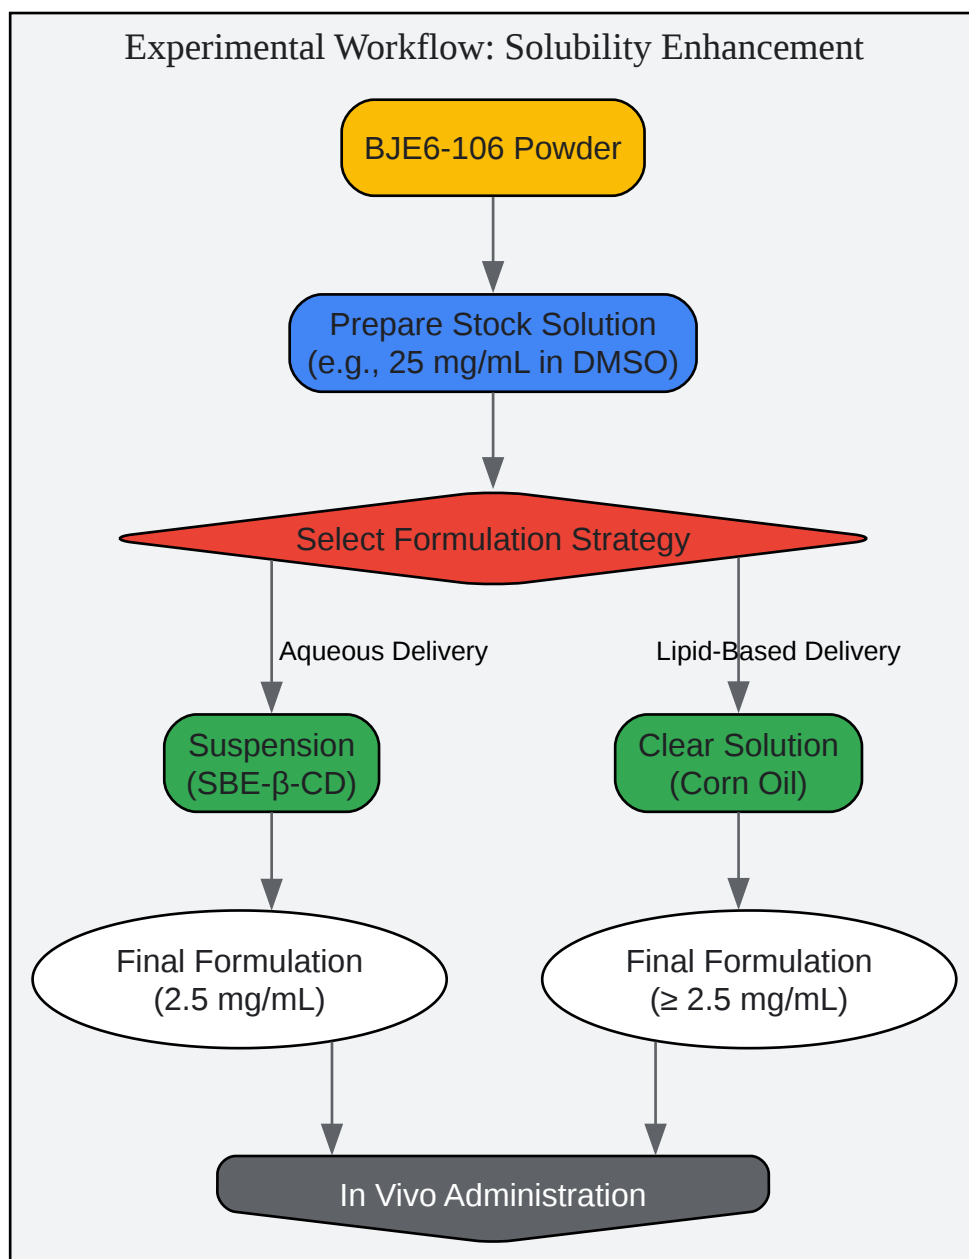 Experimental Workflow: Solubility Enhancement
BJE6-106 Powder
Prepare Stock Solution
(e.g., 25 mg/mL in DMSO)
Select Formulation Strategy
Aqueous Delivery
Lipid-Based Delivery
Suspension
(SBE-β-CD)
Clear Solution
(Corn Oil)
Final Formulation
(2.5 mg/mL)
Final Formulation
(≥ 2.5 mg/mL)
In Vivo Administration